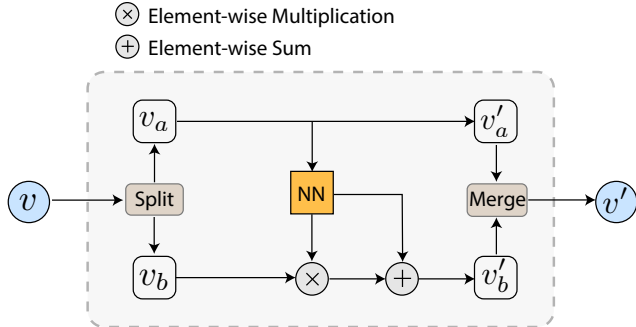 × Element-wise Multiplication
+ Element-wise Sum
v_a
v'_a
NN
v
Split
Merge
v'
v_b
×
+
v'_b